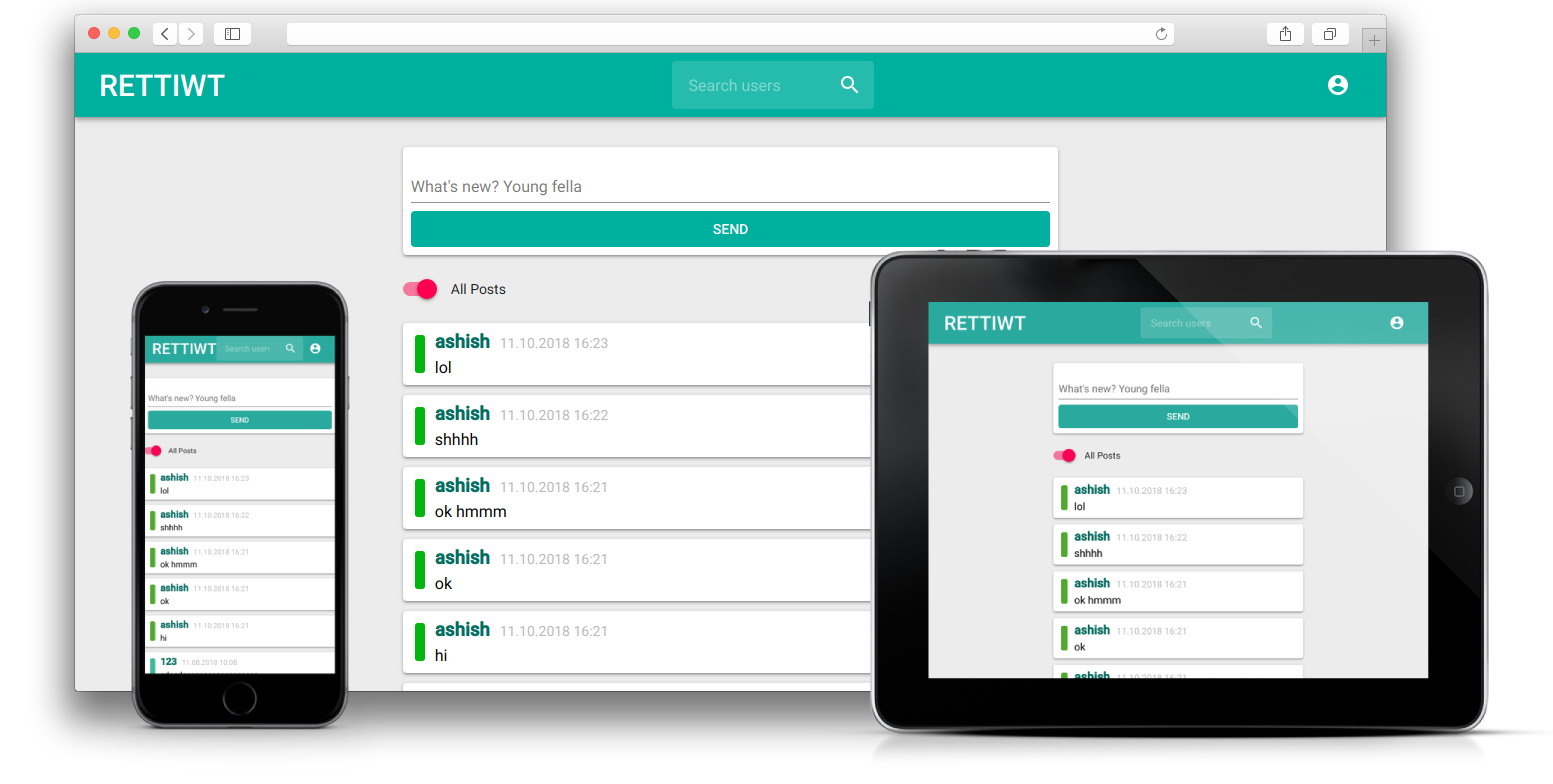 RETTIWT
Search users
What's new? Young fella
SEND
All Posts
ashish 11.10.2018 16:23
lol
ashish 11.10.2018 16:22
shhhh
ashish 11.10.2018 16:21
ok hmmm
ashish 11.10.2018 16:21
ok
ashish 11.10.2018 16:21
hi
RETTIWT Search users
What's new? Young fella
SEND
All Posts
ashish 11.10.2018 16:23
lol
ashish 11.10.2018 16:22
shhhh
ashish 11.10.2018 16:21
ok hmmm
ashish 11.10.2018 16:21
ok
ashish 11.10.2018 16:21
hi
123 11.08.2018 10:08
RETTIWT
Search users
What's new? Young fella
SEND
All Posts
ashish 11.10.2018 16:23
lol
ashish 11.10.2018 16:22
shhhh
ashish 11.10.2018 16:21
ok hmmm
ashish 11.10.2018 16:21
ok
ashish 11.10.2018 16:21